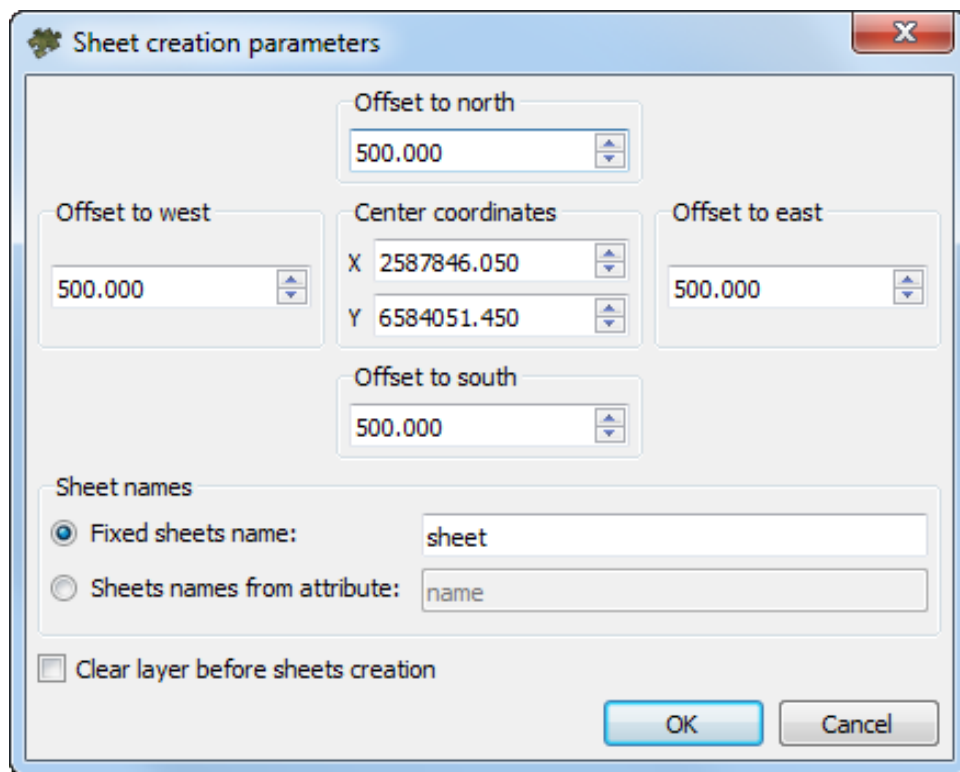 Sheet creation parameters
Offset to north
500.000
Offset to west
Center coordinates
Offset to east
500.000
X 2587846.050
Y 6584051.450
500.000
Offset to south
500.000
Sheet names
Fixed sheets name: sheet
Sheets names from attribute: name
Clear layer before sheets creation
OK Cancel